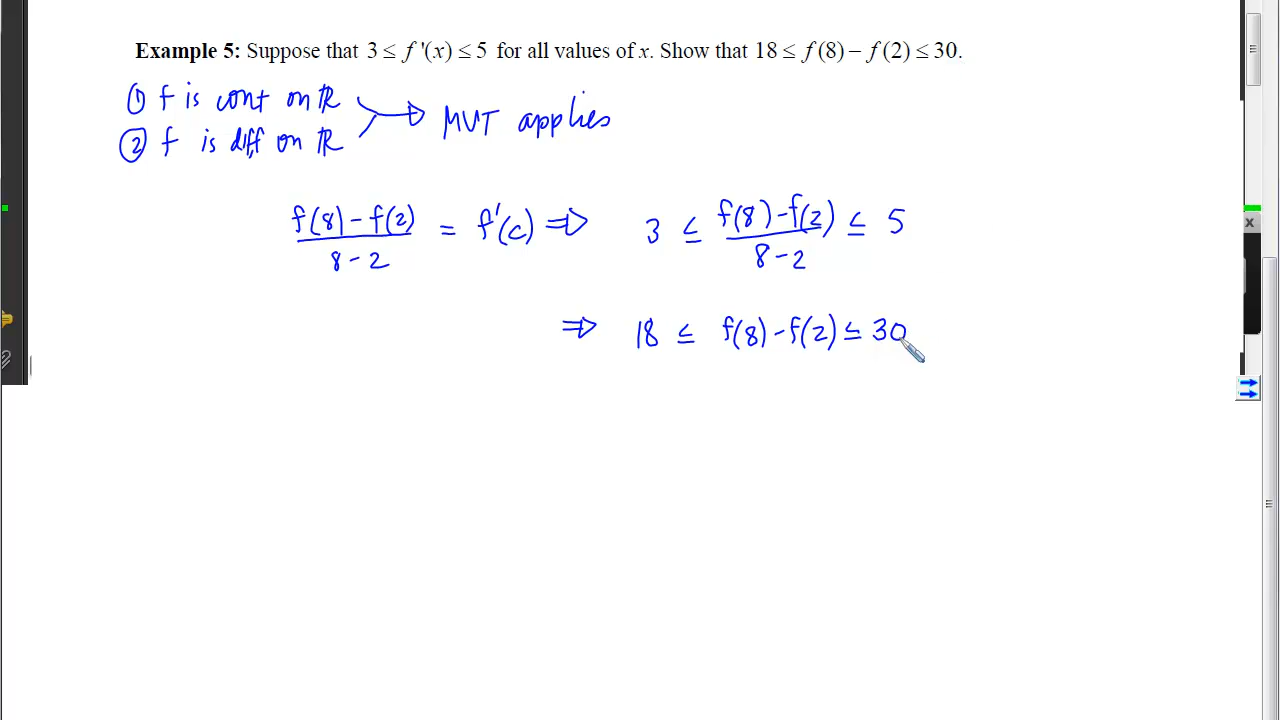 Example 5: Suppose that 3 ≤ f '(x) ≤ 5 for all values of x. Show that 18 ≤ f (8) − f (2) ≤ 30.
① f is cont on ℝ
② f is diff on ℝ
MVT applies
f(8) − f(2) / 8 − 2 = f'(c) ⇒ 3 ≤ f(8) − f(2) / 8 − 2 ≤ 5
⇒ 18 ≤ f(8) − f(2) ≤ 30
x